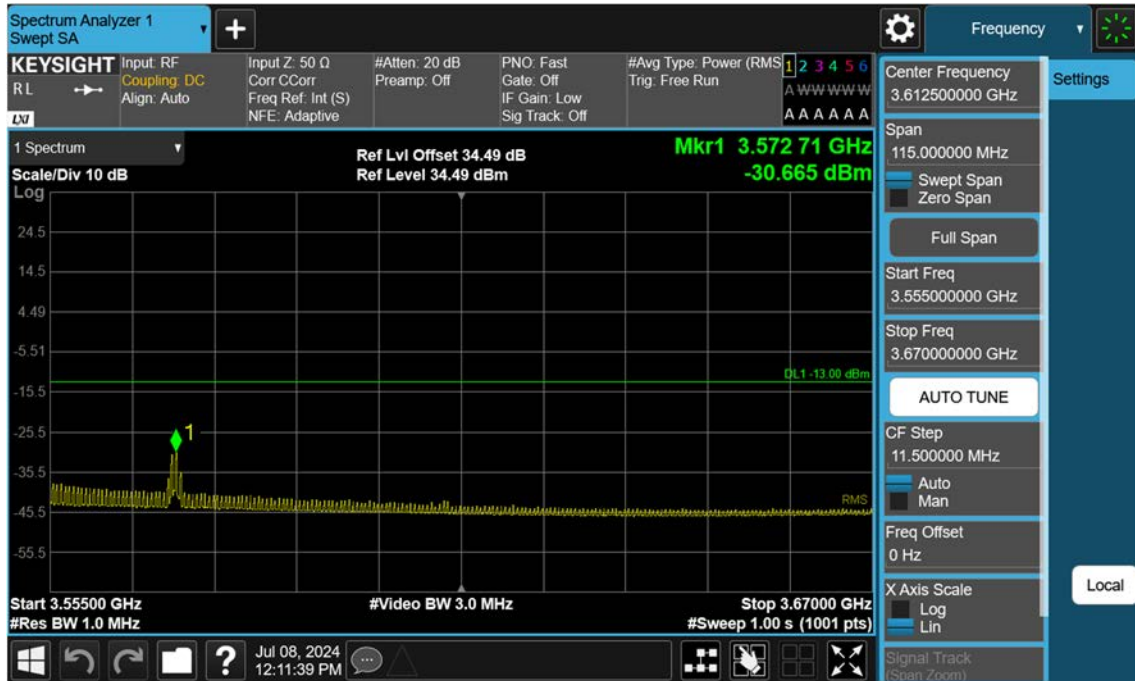 Spectrum Analyzer 1
Swept SA
Frequency
KEYSIGHT
RL
LXI
Input: RF
Coupling: DC
Align: Auto
Input Z: 50 Ω
Corr CCorr
Freq Ref: Int (S)
NFE: Adaptive
#Atten: 20 dB
Preamp: Off
PNO: Fast
Gate: Off
IF Gain: Low
Sig Track: Off
#Avg Type: Power (RMS
Trig: Free Run
1 2 3 4 5 6
A W W W W W
A A A A A A
1 Spectrum
Scale/Div 10 dB
Log
Ref Lvl Offset 34.49 dB
Ref Level 34.49 dBm
Mkr1 3.572 71 GHz
-30.665 dBm
24.5
14.5
4.49
-5.51
DL1 -13.00 dBm
-15.5
-25.5
1
-35.5
RMS
-45.5
-55.5
Start 3.55500 GHz
#Res BW 1.0 MHz
#Video BW 3.0 MHz
Stop 3.67000 GHz
#Sweep 1.00 s (1001 pts)
?
Jul 08, 2024
12:11:39 PM
Center Frequency
3.612500000 GHz
Span
115.000000 MHz
Swept Span
Zero Span
Full Span
Start Freq
3.555000000 GHz
Stop Freq
3.670000000 GHz
AUTO TUNE
CF Step
11.500000 MHz
Auto
Man
Freq Offset
0 Hz
X Axis Scale
Log
Lin
Signal Track
(Span Zoom)
Settings
Local